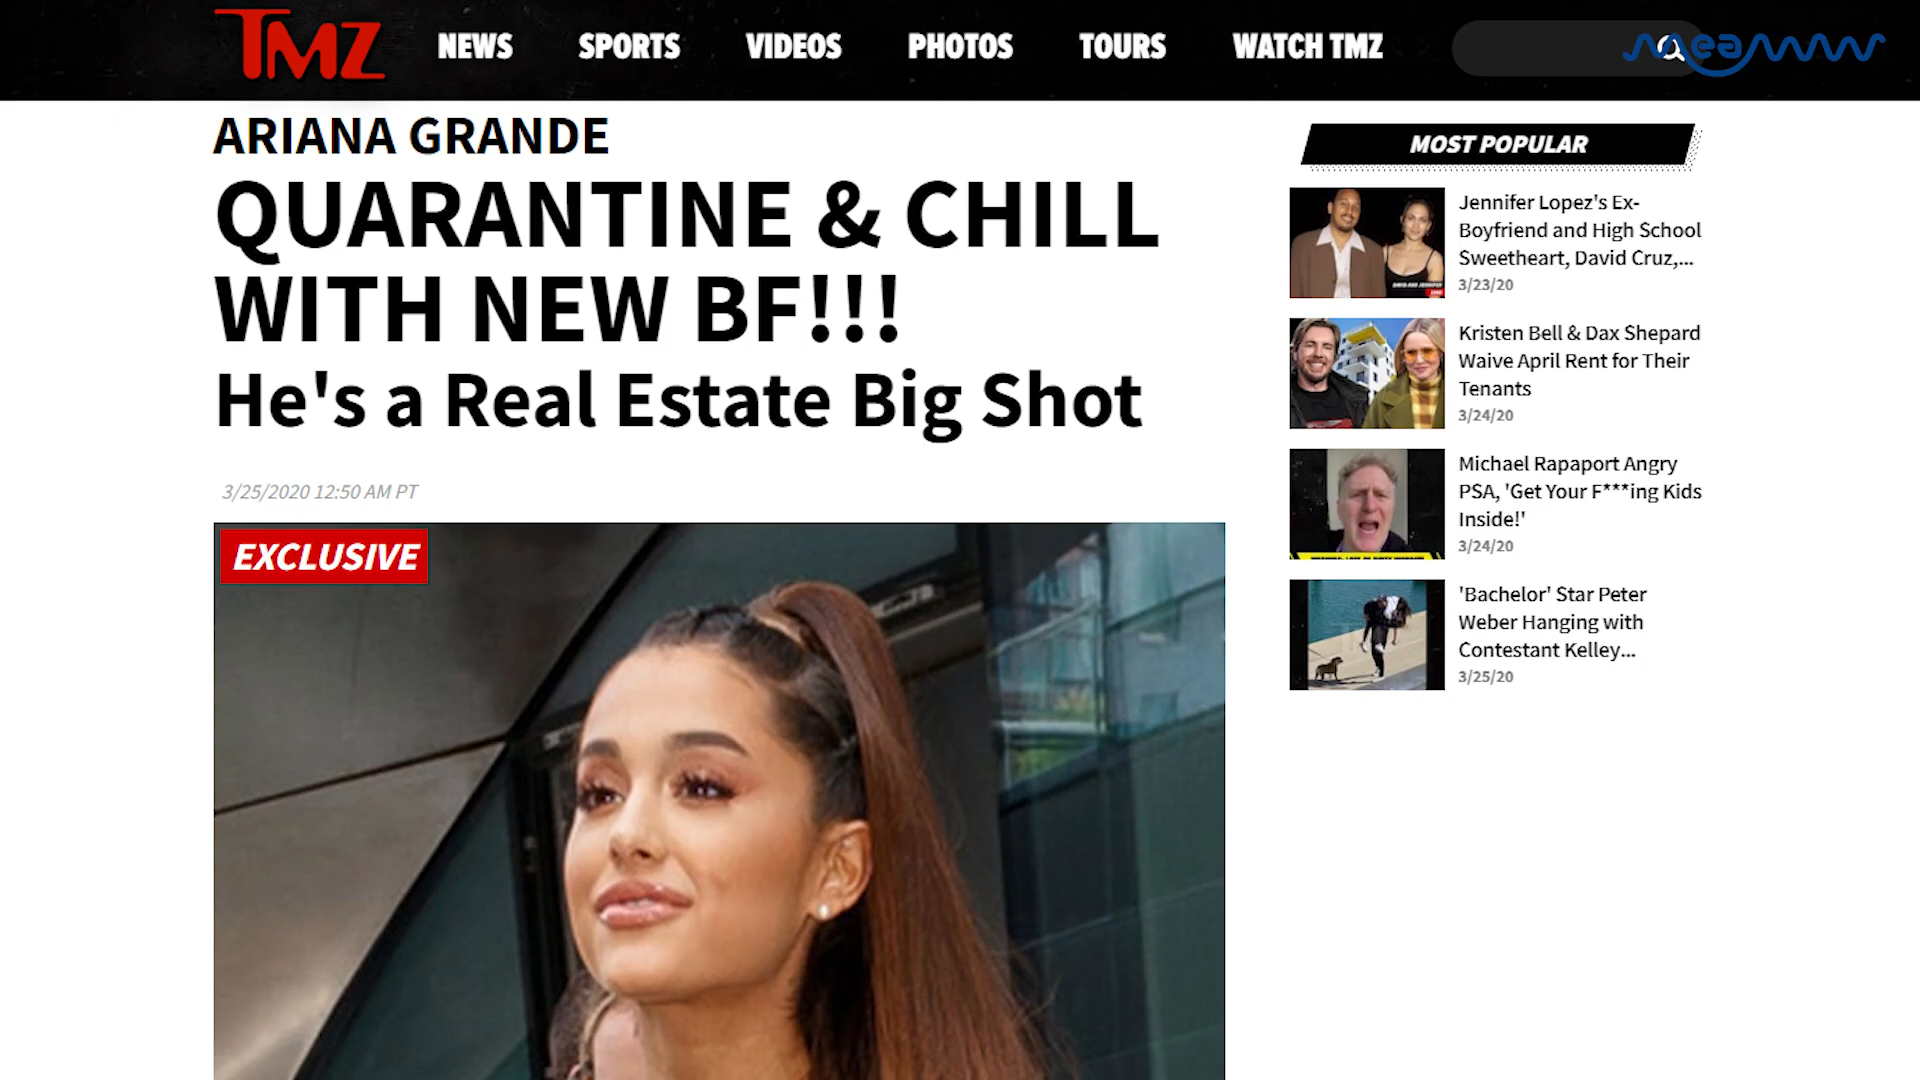 TMZ
NEWS
SPORTS
VIDEOS
PHOTOS
TOURS
WATCH TMZ
meaww
ARIANA GRANDE
QUARANTINE & CHILL
WITH NEW BF!!!
He's a Real Estate Big Shot
3/25/2020 12:50 AM PT
EXCLUSIVE
MOST POPULAR
Jennifer Lopez's Ex-
Boyfriend and High School
Sweetheart, David Cruz,...
3/23/20
Kristen Bell & Dax Shepard
Waive April Rent for Their
Tenants
3/24/20
Michael Rapaport Angry
PSA, 'Get Your F***ing Kids
Inside!'
3/24/20
'Bachelor' Star Peter
Weber Hanging with
Contestant Kelley...
3/25/20